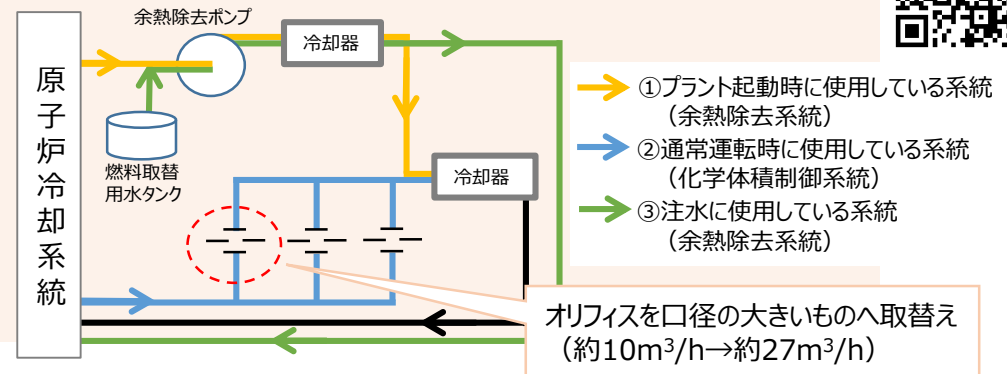 余熱除去ポンプ
冷却器
原子炉冷却系統
燃料取替
用水タンク
冷却器
①プラント起動時に使用している系統
（余熱除去系統）
②通常運転時に使用している系統
（化学体積制御系統）
③注水に使用している系統
（余熱除去系統）
オリフィスを口径の大きいものへ取替え
（約10m³/h→約27m³/h）